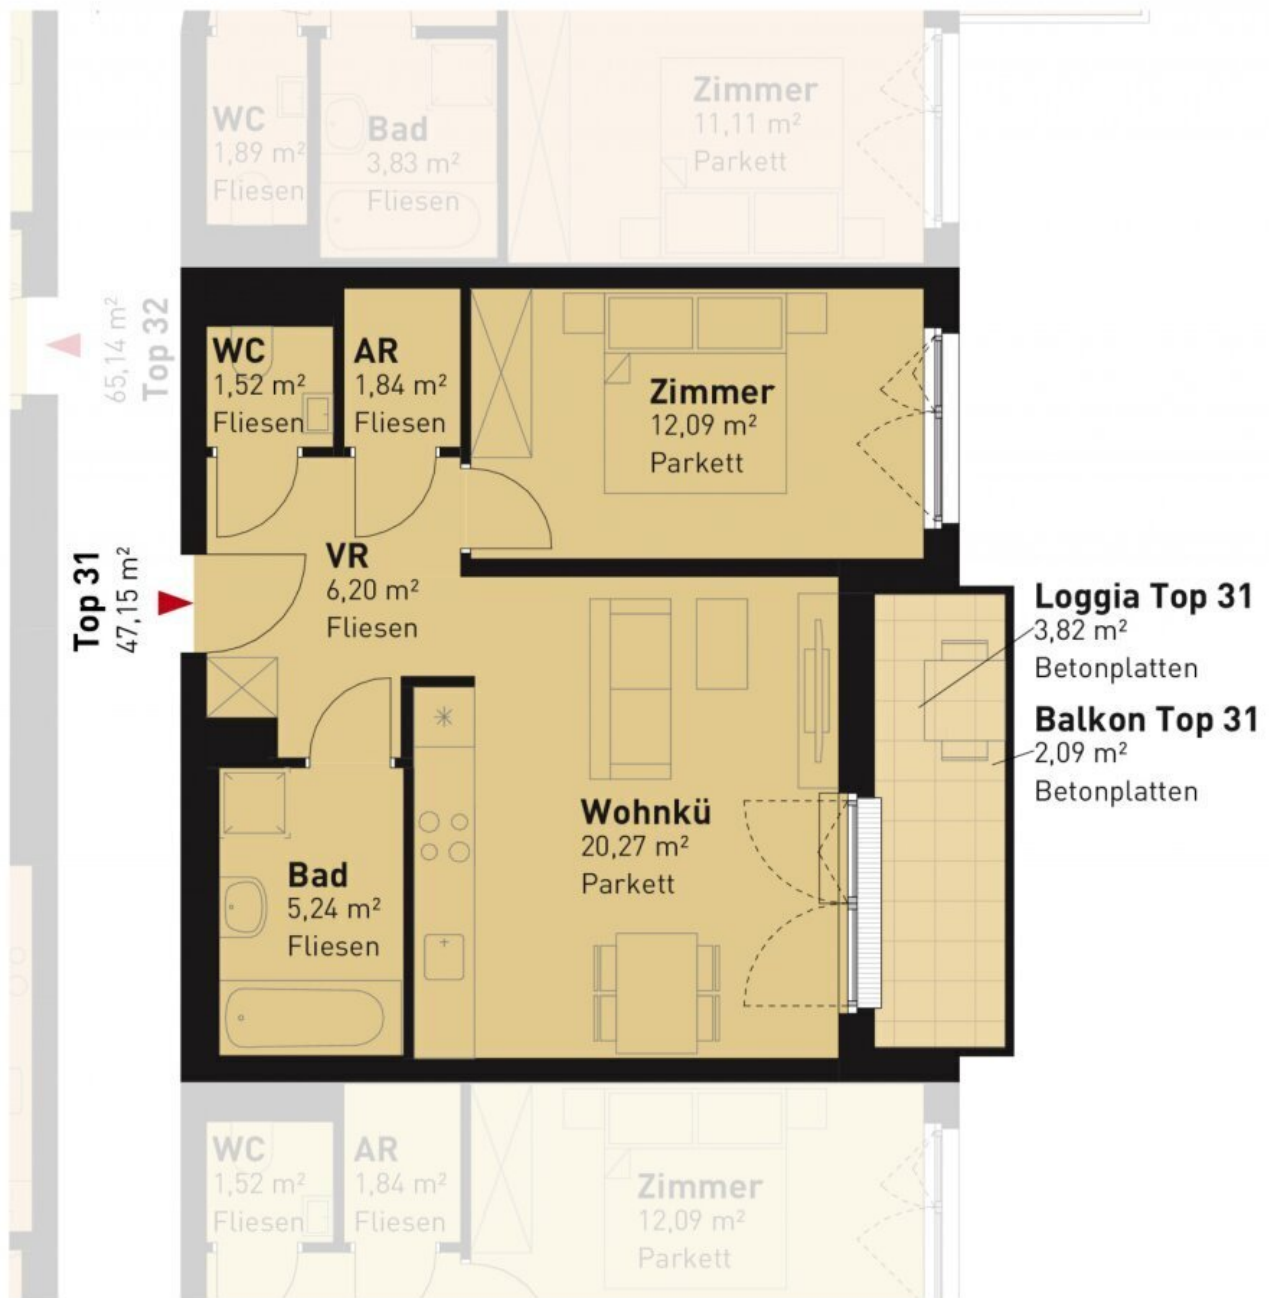 WC
1,89 m²
Fliesen
Bad
3,83 m²
Fliesen
Zimmer
11,11 m²
Parkett
65,14 m²
Top 32
WC
1,52 m²
Fliesen
AR
1,84 m²
Fliesen
Zimmer
12,09 m²
Parkett
Top 31
47,15 m²
VR
6,20 m²
Fliesen
Loggia Top 31
3,82 m²
Betonplatten
Balkon Top 31
2,09 m²
Betonplatten
Wohnkü
20,27 m²
Parkett
Bad
5,24 m²
Fliesen
WC
1,52 m²
Fliesen
AR
1,84 m²
Fliesen
Zimmer
12,09 m²
Parkett